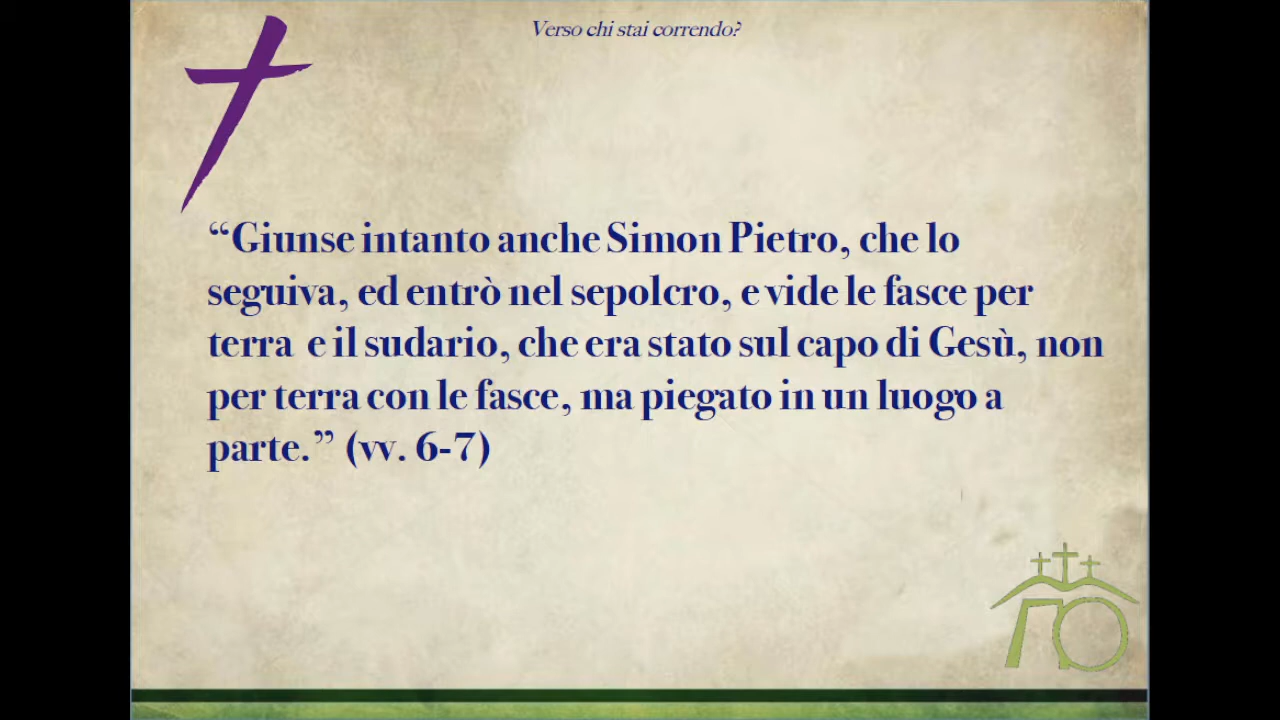 Verso chi stai correndo?
“Giunse intanto anche Simon Pietro, che lo
seguiva, ed entrò nel sepolcro, e vide le fasce per
terra e il sudario, che era stato sul capo di Gesù, non
per terra con le fasce, ma piegato in un luogo a
parte.” (vv. 6-7)